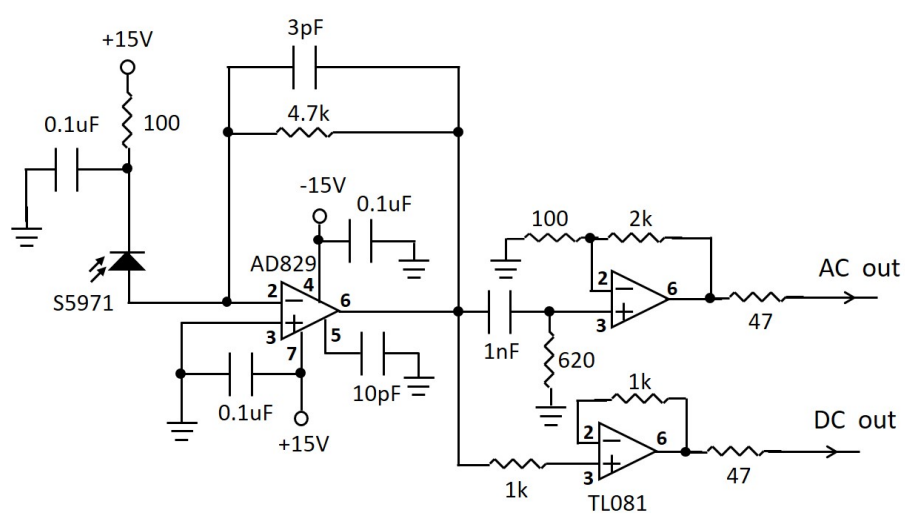 3pF
+15V
4.7k
0.1uF
100
-15V
0.1uF
100
2k
AD829
4
2
6
AC out
S5971
2
6
3
5
3
47
7
1nF
620
1k
0.1uF
10pF
DC out
+15V
2
6
3
47
1k
TL081